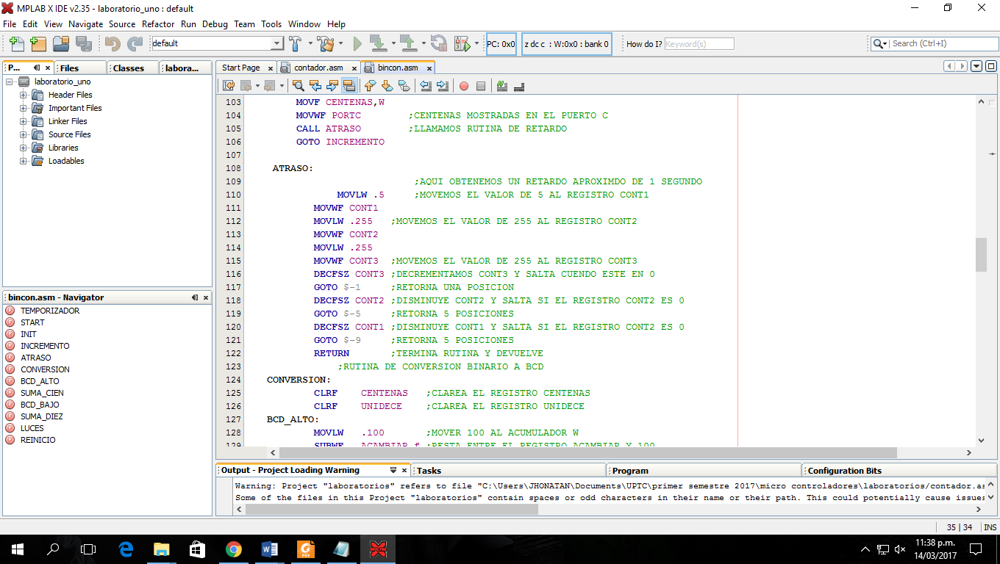 MPLAB X IDE v2.35 - laboratorio_uno : default
File Edit View Navigate Source Refactor Run Debug Team Tools Window Help
default PC: 0x0 z dc c : W:0x0 : bank 0 How do I? Keyword(s) Search (Ctrl+I)
P... Files Classes labora...
laboratorio_uno
Header Files
Important Files
Linker Files
Source Files
Libraries
Loadables
bincon.asm - Navigator
TEMPORIZADOR
START
INIT
INCREMENTO
ATRASO
CONVERSION
BCD_ALTO
SUMA_CIEN
BCD_BAJO
SUMA_DIEZ
LUCES
REINICIO
Start Page contador.asm bincon.asm
103 MOVF CENTENAS,W
104 MOVWF PORTC ;CENTENAS MOSTRADAS EN EL PUERTO C
105 CALL ATRASO ;LLAMAMOS RUTINA DE RETARDO
106 GOTO INCREMENTO
107
108 ATRASO:
109 ;AQUI OBTENEMOS UN RETARDO APROXIMDO DE 1 SEGUNDO
110 MOVLW .5 ;MOVEMOS EL VALOR DE 5 AL REGISTRO CONT1
111 MOVWF CONT1
112 MOVLW .255 ;MOVEMOS EL VALOR DE 255 AL REGISTRO CONT2
113 MOVWF CONT2
114 MOVLW .255
115 MOVWF CONT3 ;MOVEMOS EL VALOR DE 255 AL REGISTRO CONT3
116 DECFSZ CONT3 ;DECREMENTAMOS CONT3 Y SALTA CUENDO ESTE EN 0
117 GOTO $-1 ;RETORNA UNA POSICION
118 DECFSZ CONT2 ;DISMINUYE CONT2 Y SALTA SI EL REGISTRO CONT2 ES 0
119 GOTO $-5 ;RETORNA 5 POSICIONES
120 DECFSZ CONT1 ;DISMINUYE CONT1 Y SALTA SI EL REGISTRO CONT2 ES 0
121 GOTO $-9 ;RETORNA 5 POSICIONES
122 RETURN ;TERMINA RUTINA Y DEVUELVE
123 ;RUTINA DE CONVERSION BINARIO A BCD
124 CONVERSION:
125 CLRF CENTENAS ;CLAREA EL REGISTRO CENTENAS
126 CLRF UNIDECE ;CLAREA EL REGISTRO UNIDECE
127 BCD_ALTO:
128 MOVLW .100 ;MOVER 100 AL ACUMULADOR W
129 SUBWF ACAMBIAR,f ;RESTA ENTRE EL REGISTRO ACAMBIAR Y 100
Output - Project Loading Warning Tasks Program Configuration Bits
Warning: Project "laboratorios" refers to file "C:\Users\JHONATAN\Documents\UPTC\primer semestre 2017\micro controladores\laboratorios/contador.as
Some of the files in this Project "laboratorios" contain spaces or odd characters in their name or their path. This could potentially cause issues
35 | 34 INS
11:38 p.m.
14/03/2017